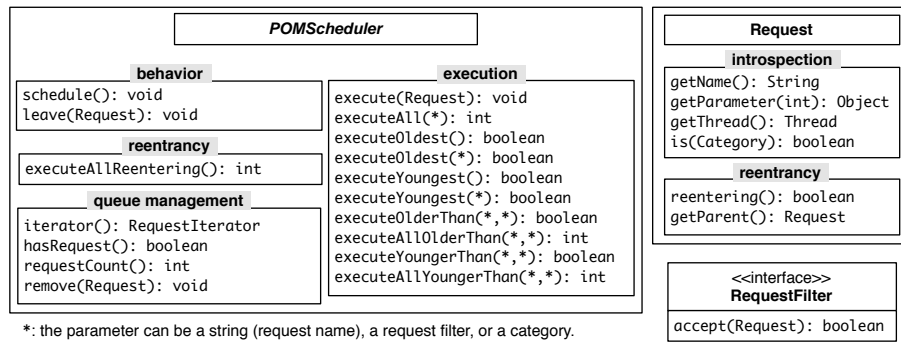 POMScheduler
behavior
schedule(): void
leave(Request): void
reentrancy
executeAllReentering(): int
queue management
iterator(): RequestIterator
hasRequest(): boolean
requestCount(): int
remove(Request): void
execution
execute(Request): void
executeAll(*): int
executeOldest(): boolean
executeOldest(*): boolean
executeYoungest(): boolean
executeYoungest(*): boolean
executeOlderThan(*,*): boolean
executeAllOlderThan(*,*): int
executeYoungerThan(*,*): boolean
executeAllYoungerThan(*,*): int
Request
introspection
getName(): String
getParameter(int): Object
getThread(): Thread
is(Category): boolean
reentrancy
reentering(): boolean
getParent(): Request
<<interface>>
RequestFilter
accept(Request): boolean
*: the parameter can be a string (request name), a request filter, or a category.